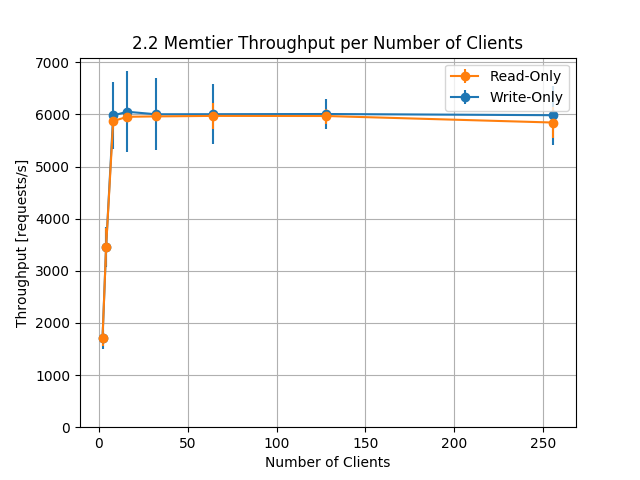 2.2 Memtier Throughput per Number of Clients
Read-Only
Write-Only
7000
6000
5000
4000
3000
2000
1000
0
Throughput [requests/s]
0 50 100 150 200 250
Number of Clients